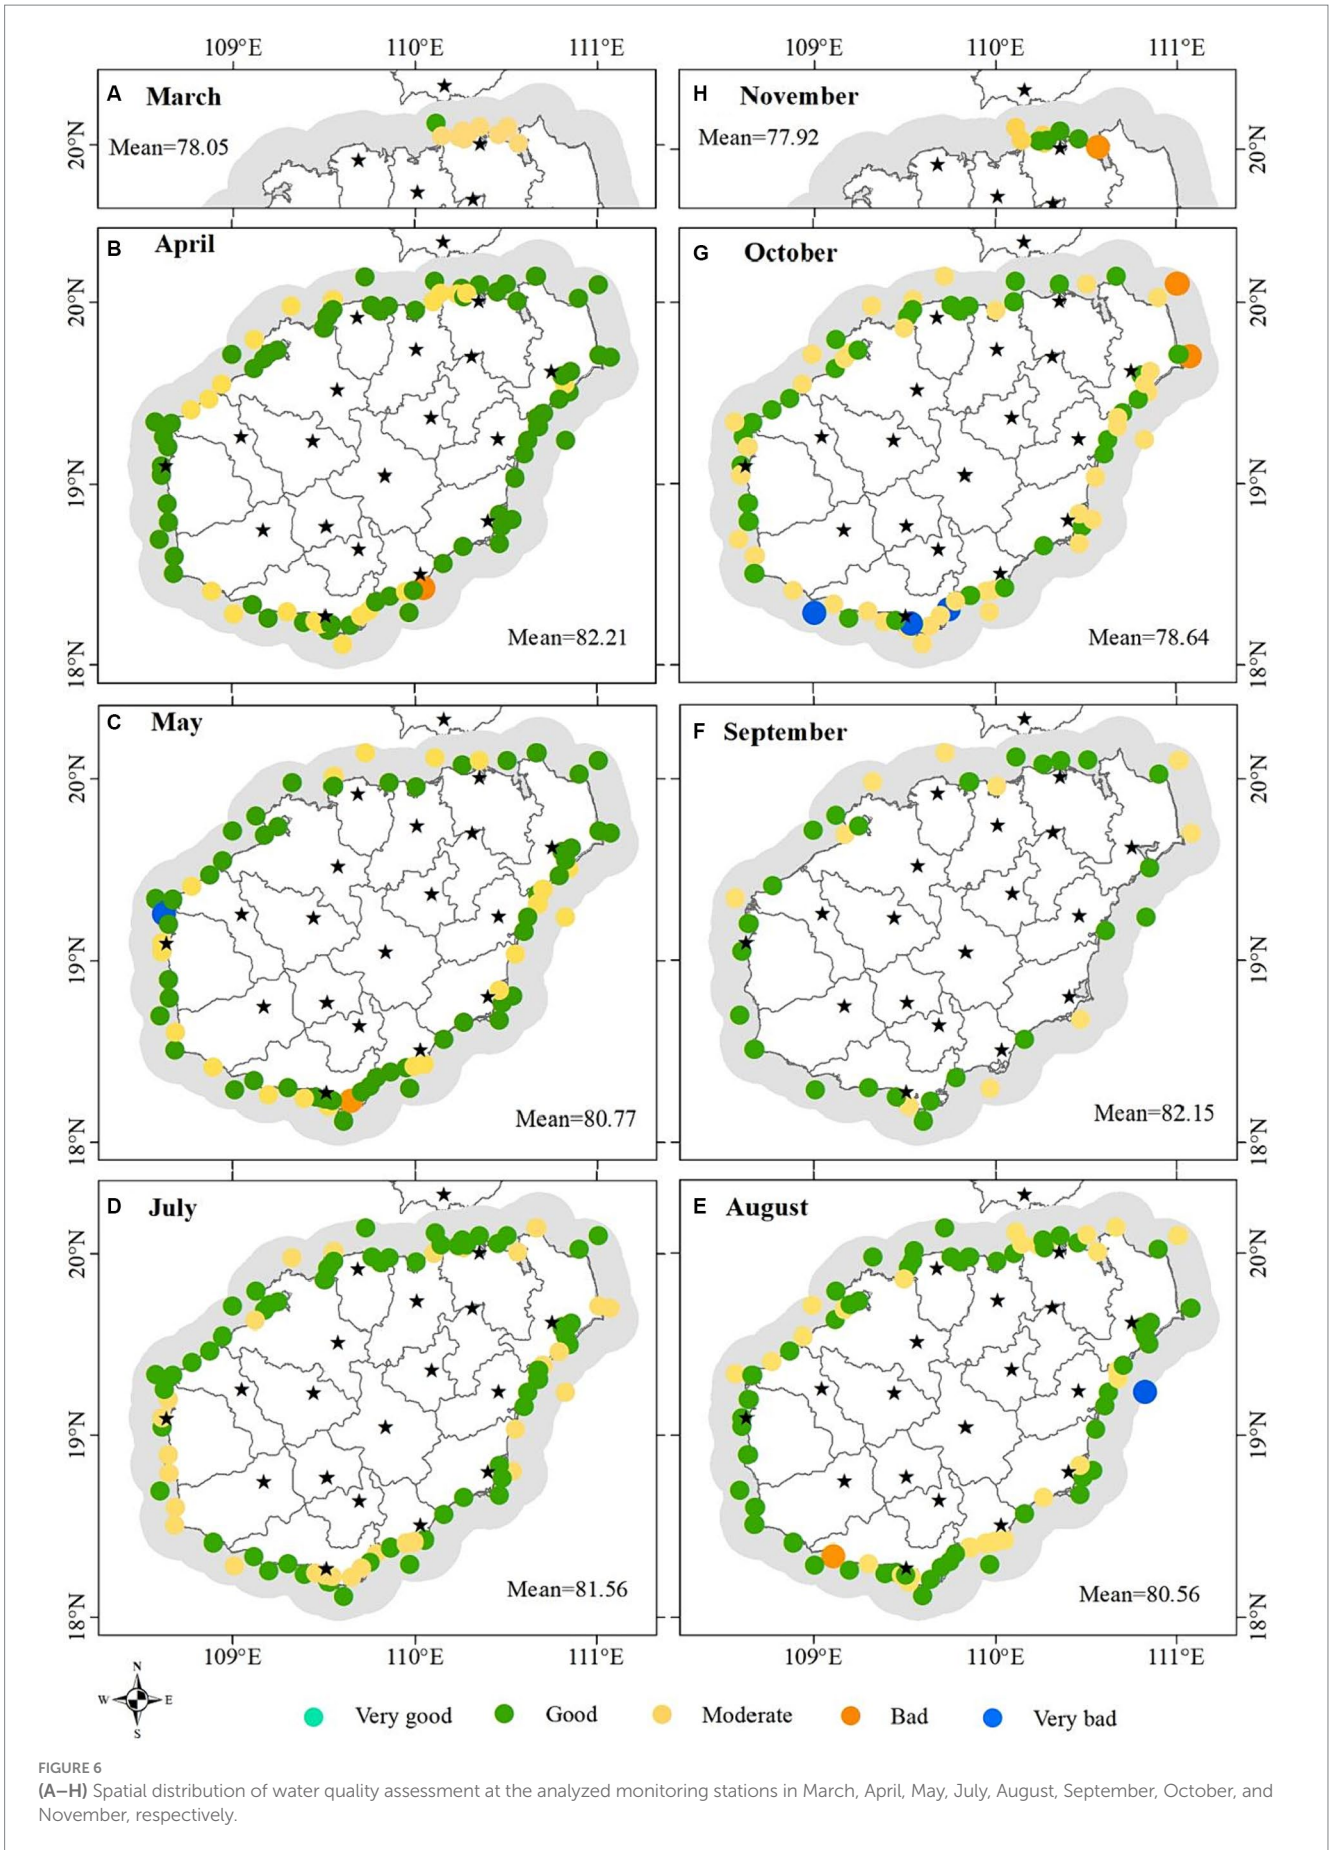 109°E 110°E 111°E 109°E 110°E 111°E
A March
Mean=78.05
20°N
H November
Mean=77.92
20°N
B April
20°N
19°N
18°N
Mean=82.21
G October
20°N
19°N
18°N
Mean=78.64
C May
20°N
19°N
18°N
Mean=80.77
F September
20°N
19°N
18°N
Mean=82.15
D July
20°N
19°N
18°N
Mean=81.56
E August
20°N
19°N
18°N
Mean=80.56
109°E 110°E 111°E 109°E 110°E 111°E
N
W E
S
Very good Good Moderate Bad Very bad
FIGURE 6
(A–H) Spatial distribution of water quality assessment at the analyzed monitoring stations in March, April, May, July, August, September, October, and
November, respectively.